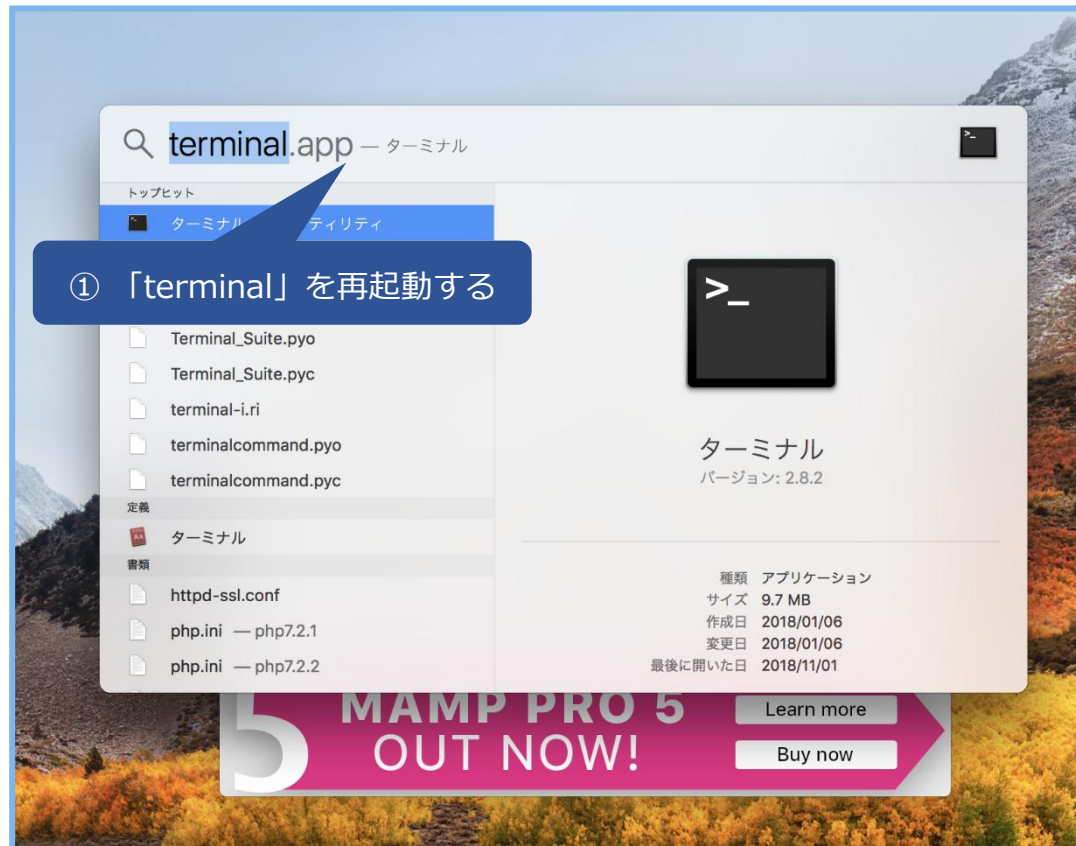 terminal.app — ターミナル
トップヒット
ターミナル
ティリティ
① 「terminal」を再起動する
Terminal_Suite.pyo
Terminal_Suite.pyc
terminal-i.ri
terminalcommand.pyo
terminalcommand.pyc
定義
ターミナル
書類
httpd-ssl.conf
php.ini — php7.2.1
php.ini — php7.2.2
>_
ターミナル
バージョン: 2.8.2
種類 アプリケーション
サイズ 9.7 MB
作成日 2018/01/06
変更日 2018/01/06
最後に開いた日 2018/11/01
5
MAMP PRO 5
OUT NOW!
Learn more
Buy now